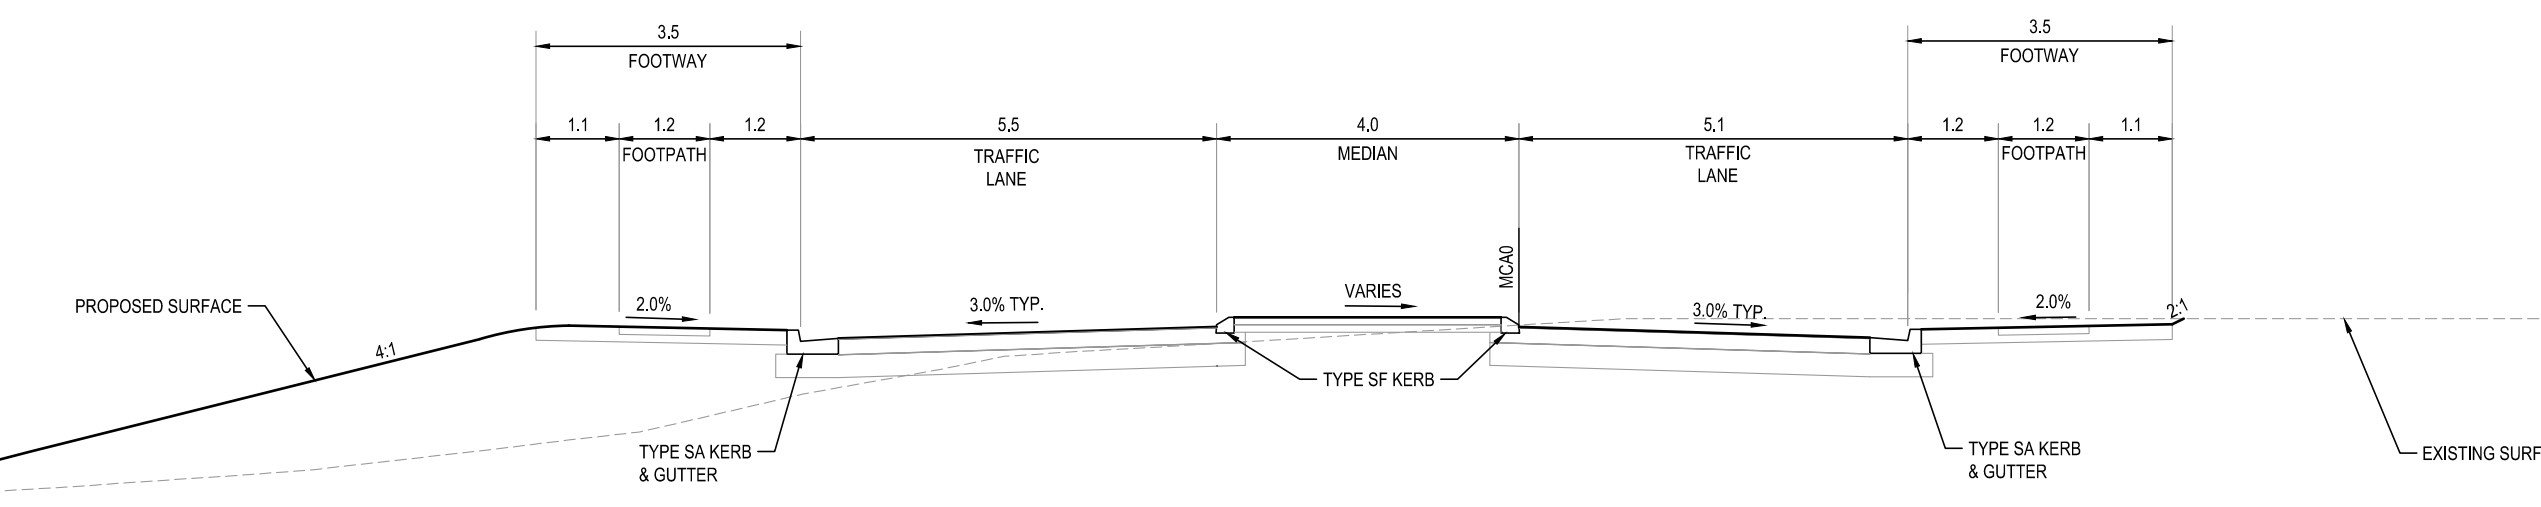 3.5
FOOTWAY
3.5
FOOTWAY
1.1
1.2
1.2
5.5
4.0
5.1
1.2
1.2
1.1
FOOTPATH
TRAFFIC
LANE
MEDIAN
TRAFFIC
LANE
FOOTPATH
MCA0
PROPOSED SURFACE
2.0%
3.0% TYP.
VARIES
3.0% TYP.
2.0%
2:1
4:1
TYPE SF KERB
TYPE SA KERB
& GUTTER
TYPE SA KERB
& GUTTER
EXISTING SURF